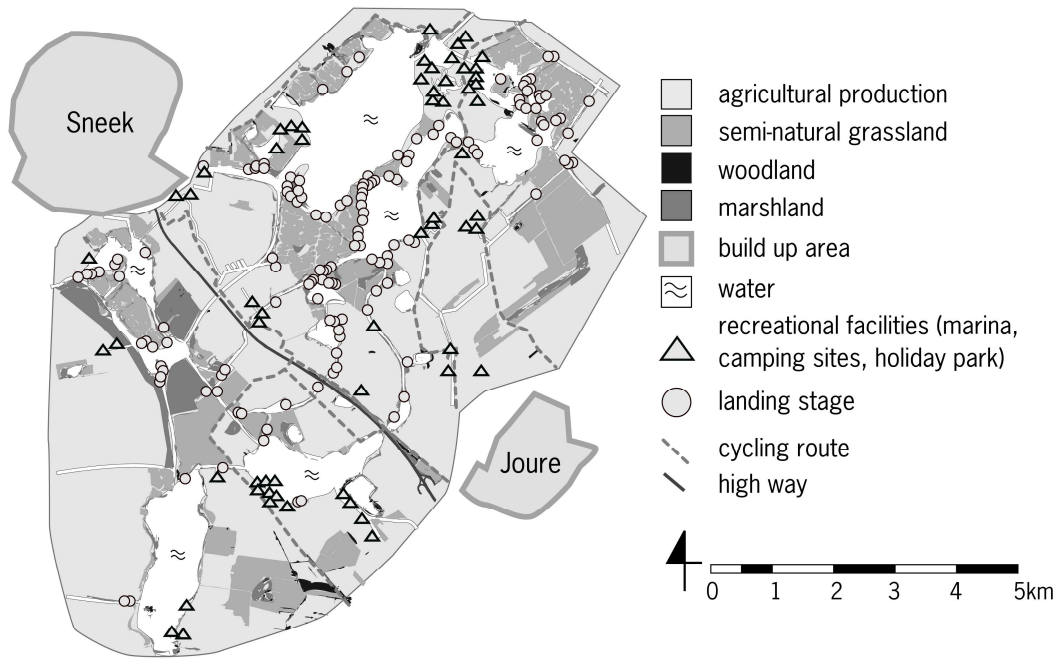 Sneek
Joure
agricultural production
semi-natural grassland
woodland
marshland
build up area
water
recreational facilities (marina,
camping sites, holiday park)
landing stage
cycling route
high way
0 1 2 3 4 5km